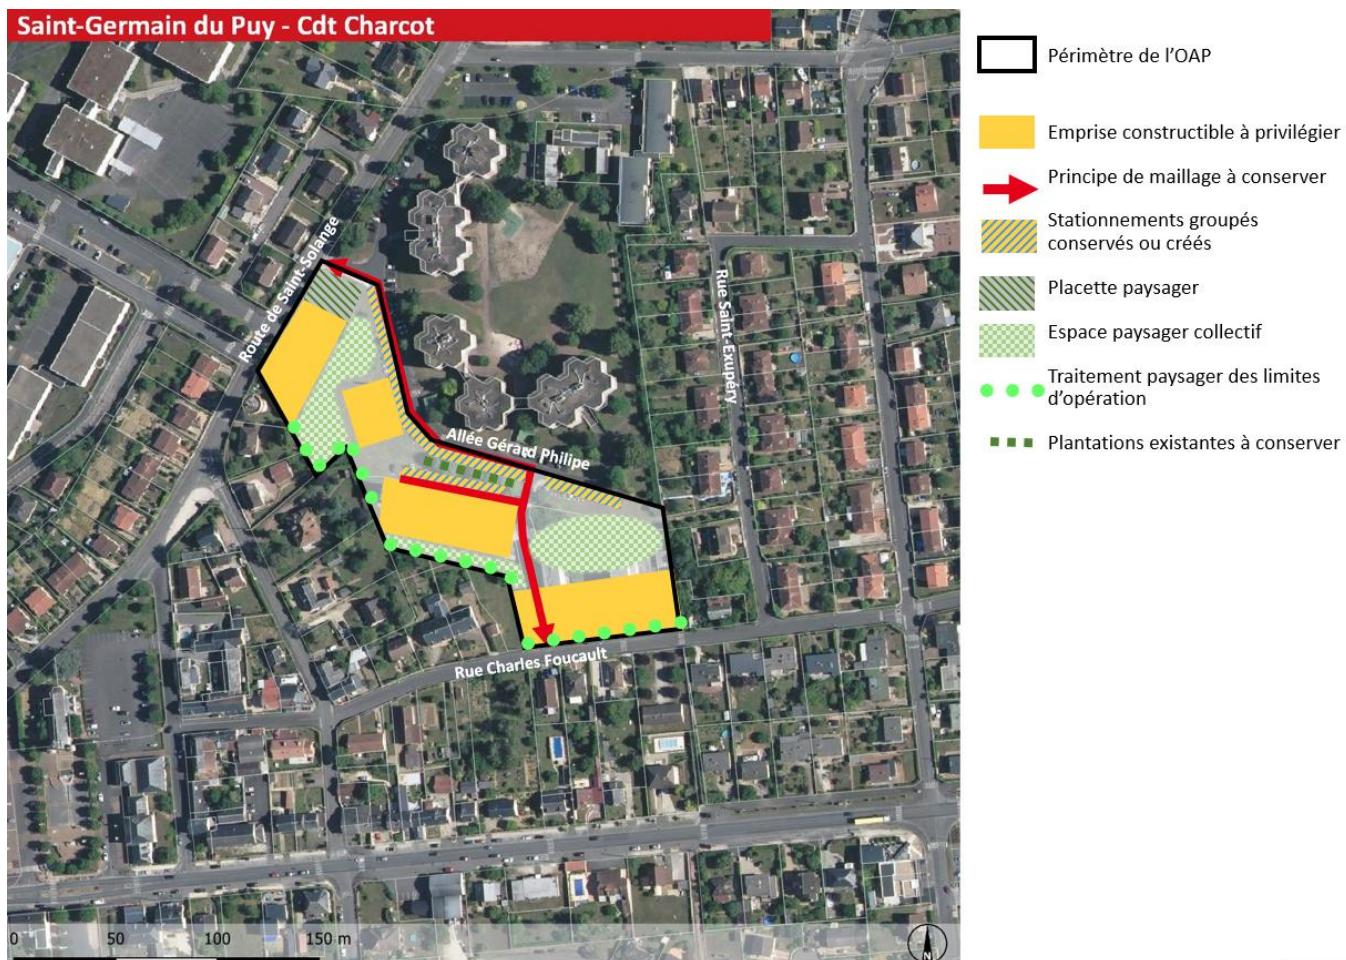 Saint-Germain du Puy - Cdt Charcot
Périmètre de l'OAP
Emprise constructible à privilégier
Principe de maillage à conserver
Stationnements groupés
conservés ou créés
Placette paysager
Espace paysager collectif
Traitement paysager des limites
d'opération
Plantations existantes à conserver
Route de Saint-Solange
Rue Saint-Exupéry
Allée Gérard Philipe
Rue Charles Foucault
0 50 100 150 m
N